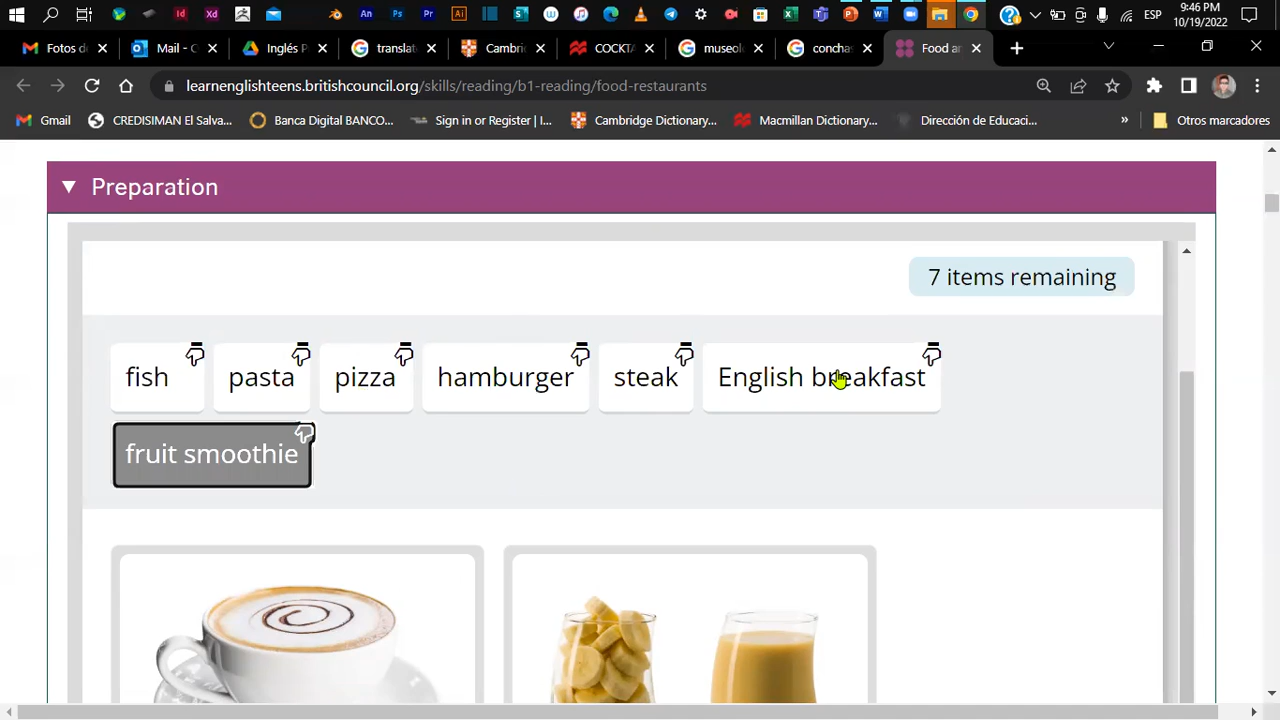 9:46 PM
ESP
10/19/2022
Fotos d
Mail - C
Inglés P
translat
Cambri
COCKTA
museol
concha
Food ar
learnenglishteens.britishcouncil.org/skills/reading/b1-reading/food-restaurants
Gmail
CREDISIMAN El Salva...
Banca Digital BANCO...
Sign in or Register | I...
Cambridge Dictionary...
Macmillan Dictionary...
Dirección de Educaci...
»
Otros marcadores
Preparation
7 items remaining
fish pasta pizza hamburger steak English breakfast
fruit smoothie